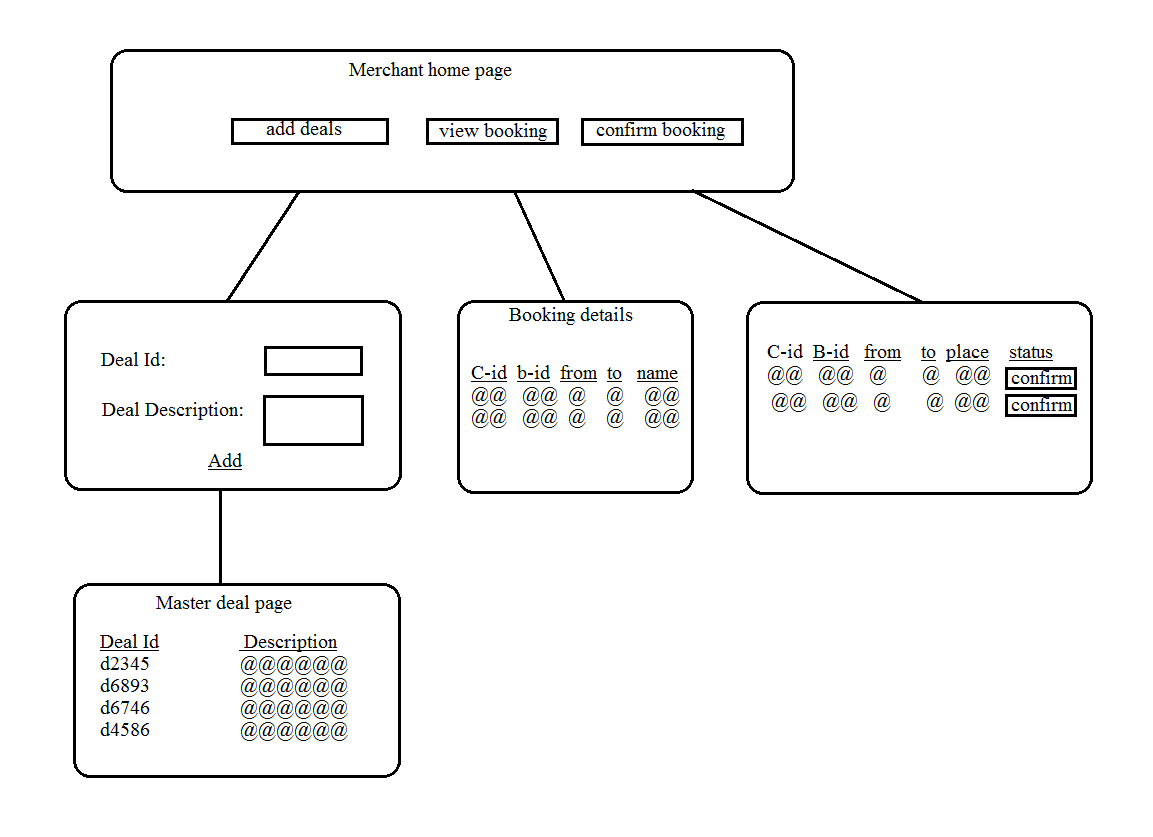 Merchant home page
add deals view booking confirm booking
Deal Id:
Deal Description:
Add
Booking details
C-id b-id from to name
@@ @@ @ @ @@
@@ @@ @ @ @@
C-id B-id from to place status
@@ @@ @ @ @@ confirm
@@ @@ @ @ @@ confirm
Master deal page
Deal Id Description
d2345 @@@@@@
d6893 @@@@@@
d6746 @@@@@@
d4586 @@@@@@